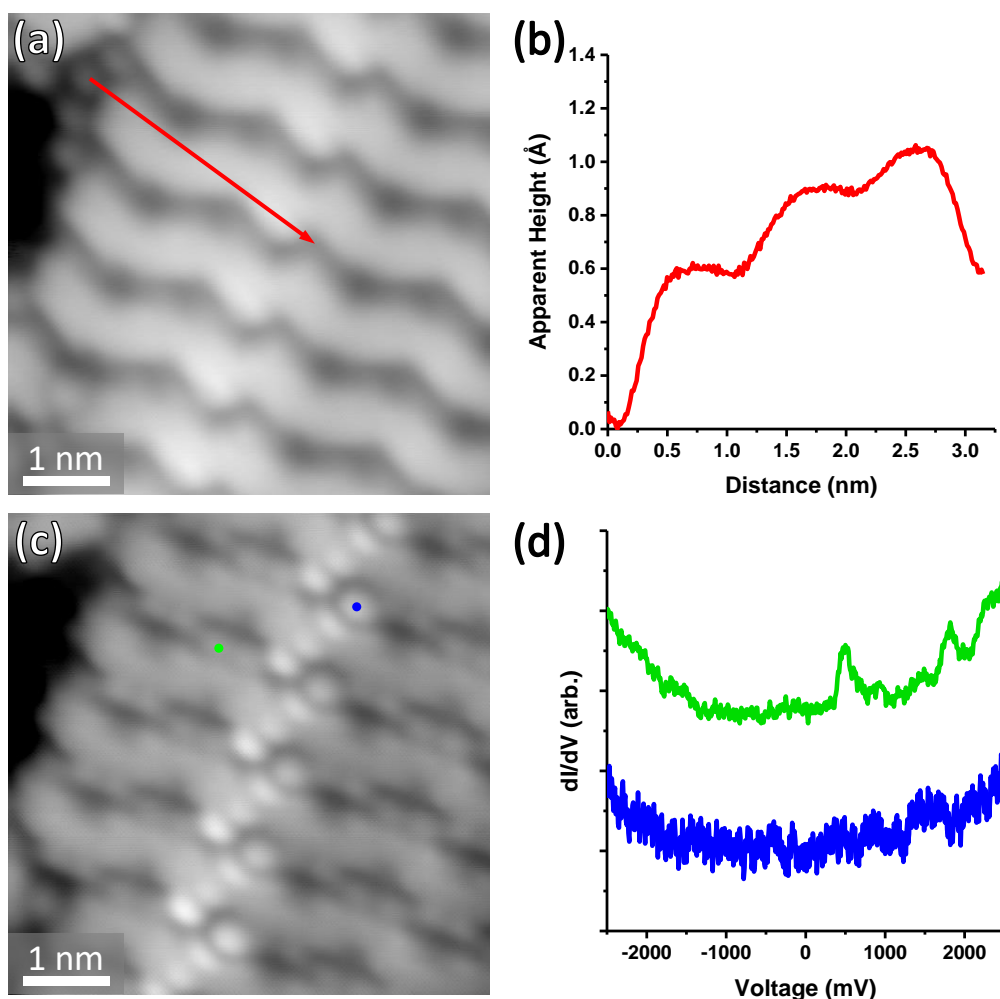 (a)
1 nm
(b)
1.4
1.2
1.0
0.8
0.6
0.4
0.2
0.0
Apparent Height (Å)
0.0 0.5 1.0 1.5 2.0 2.5 3.0
Distance (nm)
(c)
1 nm
(d)
dI/dV (arb.)
-2000 -1000 0 1000 2000
Voltage (mV)